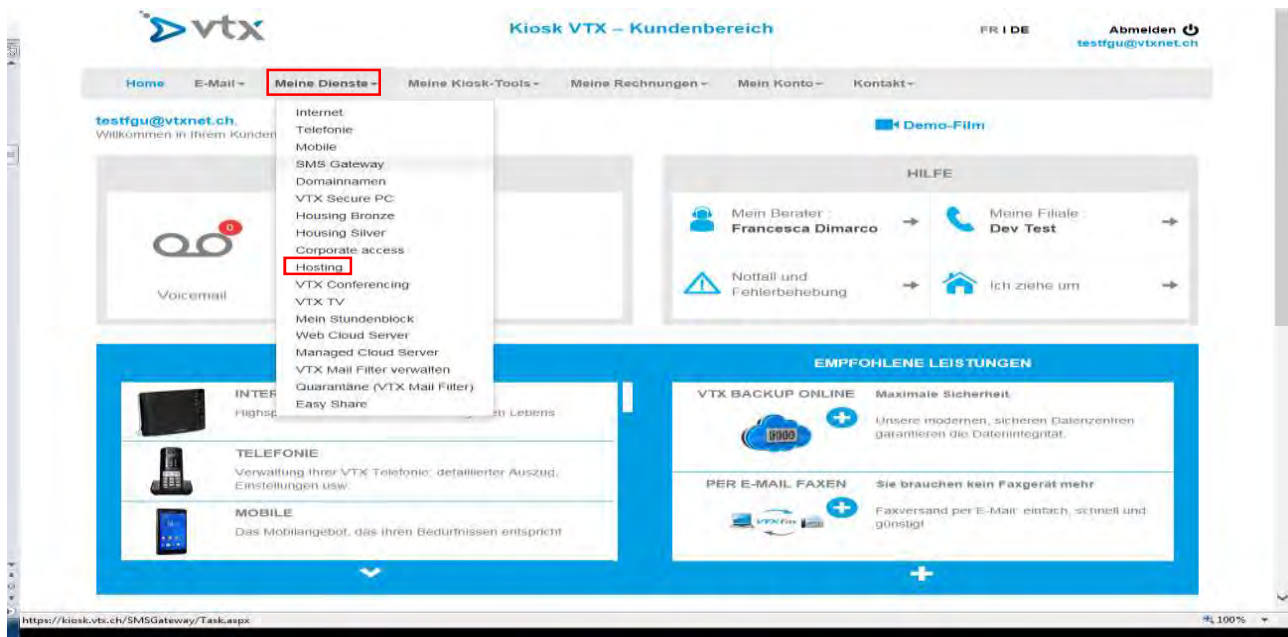 vtx
Kiosk VTX – Kundenbereich
FR I DE
Abmelden
testfgu@vtxnet.ch
Home
E-Mail
Meine Dienste
Meine Kiosk-Tools
Meine Rechnungen
Mein Konto
Kontakt
testfgu@vtxnet.ch,
Willkommen in Ihrem Kunden
Demo-Film
Internet
Telefonie
Mobile
SMS Gateway
Domainnamen
VTX Secure PC
Housing Bronze
Housing Silver
Corporate access
Hosting
VTX Conferencing
VTX TV
Mein Stundenblock
Web Cloud Server
Managed Cloud Server
VTX Mail Filter verwalten
Quarantäne (VTX Mail Filter)
Easy Share
0
Voicemail
HILFE
Mein Berater :
Francesca Dimarco
Meine Filiale :
Dev Test
Notfall und
Fehlerbehebung
Ich ziehe um
INTER
Highsp
en Lebens
TELEFONIE
Verwaltung Ihrer VTX Telefonie: detaillierter Auszug,
Einstellungen usw.
MOBILE
Das Mobilangebot, das ihren Bedürfnissen entspricht
EMPFOHLENE LEISTUNGEN
VTX BACKUP ONLINE
Maximale Sicherheit
Unsere modernen, sicheren Datenzentren
garantieren die Datenintegrität.
PER E-MAIL FAXEN
Sie brauchen kein Faxgerät mehr
Faxversand per E-Mail: einfach, schnell und
günstig!
VTXFax
https://kiosk.vtx.ch/SMSGateway/Task.aspx
100%